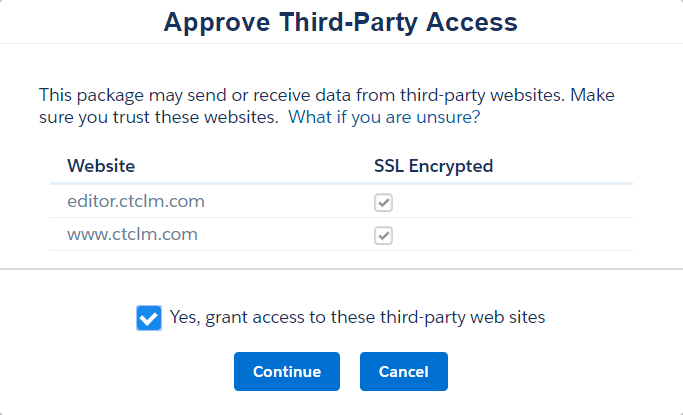 Approve Third-Party Access
This package may send or receive data from third-party websites. Make
sure you trust these websites. What if you are unsure?
Website SSL Encrypted
editor.ctclm.com
www.ctclm.com
Yes, grant access to these third-party web sites
Continue Cancel